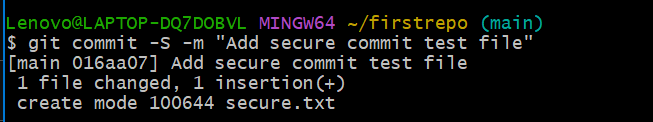 Lenovo@LAPTOP-DQ7DOBVL MINGW64 ~/firstrepo (main)
$ git commit -S -m "Add secure commit test file"
[main 016aa07] Add secure commit test file
 1 file changed, 1 insertion(+)
 create mode 100644 secure.txt